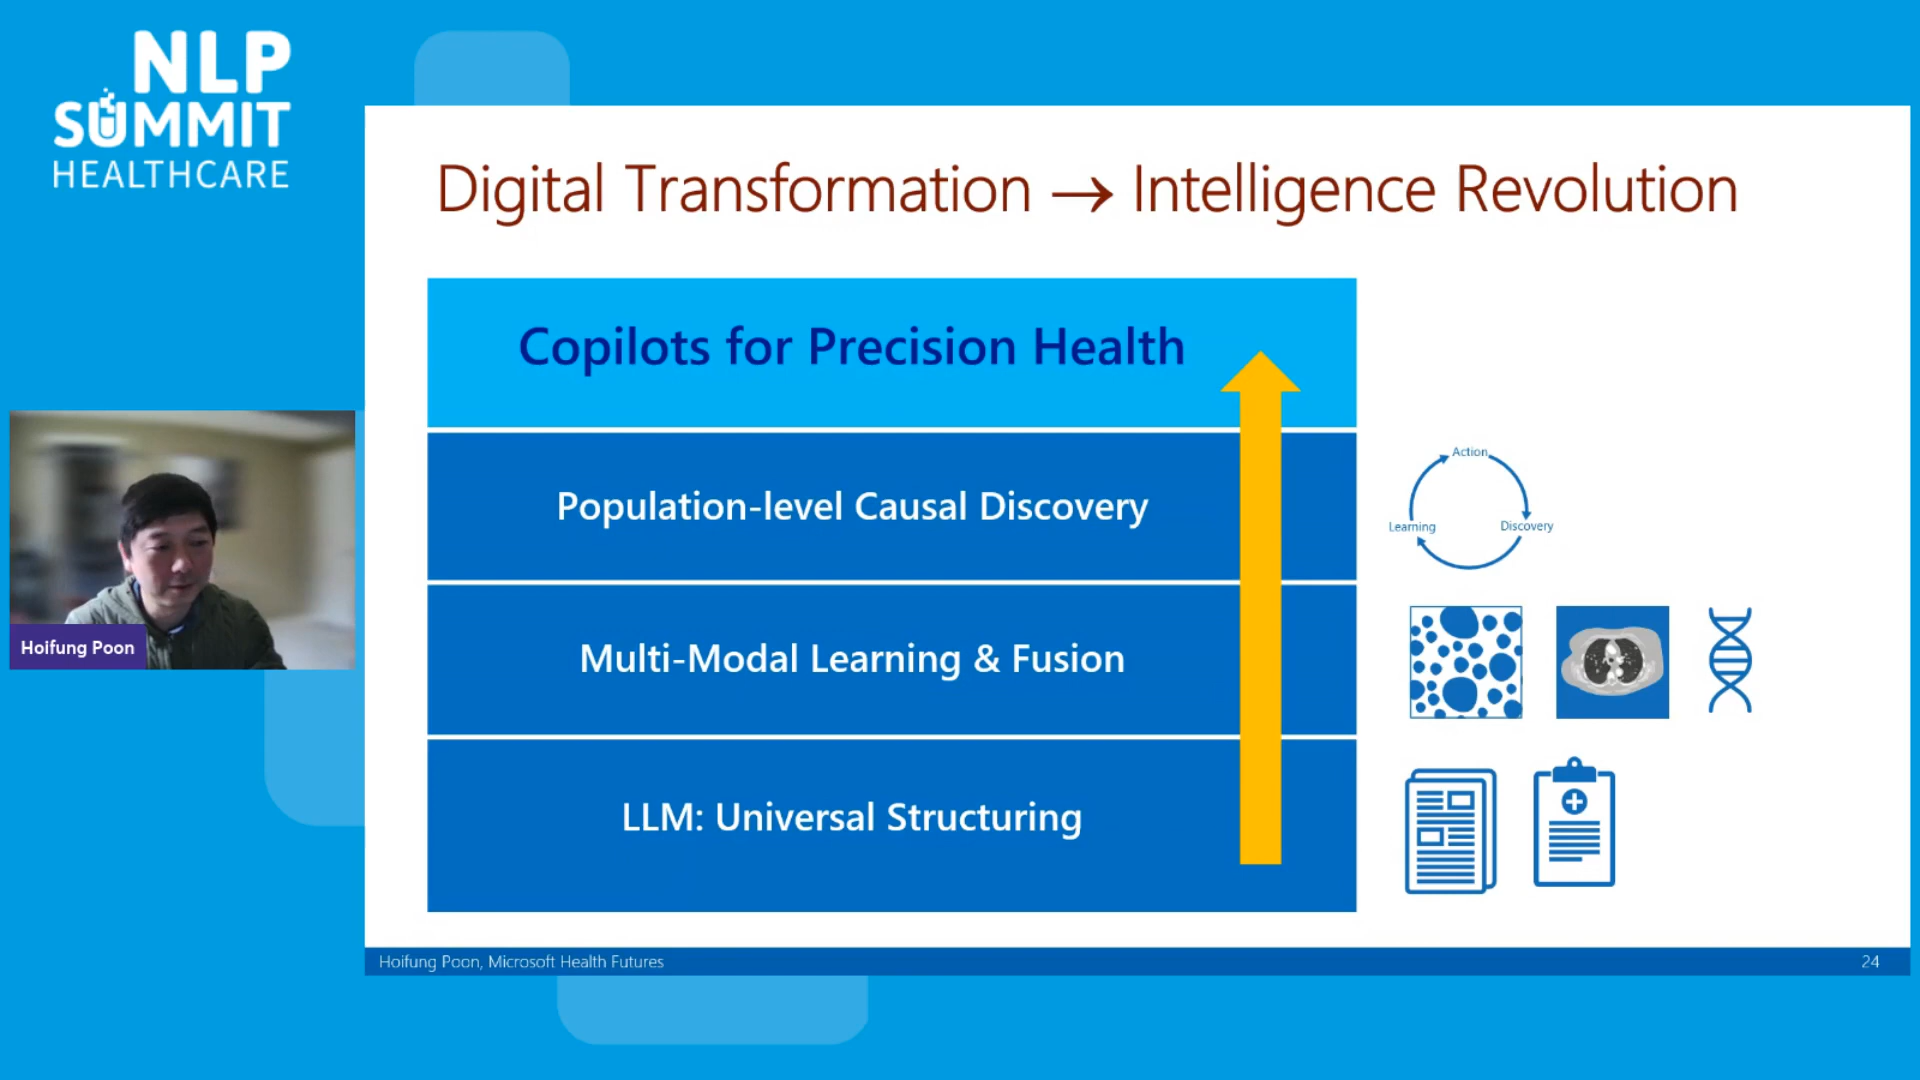 NLP
SUMMIT
HEALTHCARE
Digital Transformation → Intelligence Revolution
Copilots for Precision Health
Population-level Causal Discovery
Action
Learning
Discovery
Multi-Modal Learning & Fusion
LLM: Universal Structuring
Hoifung Poon
Hoifung Poon, Microsoft Health Futures
24